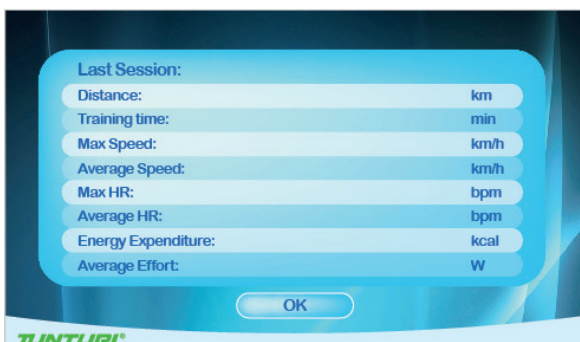 Last Session:
Distance: km
Training time: min
Max Speed: km/h
Average Speed: km/h
Max HR: bpm
Average HR: bpm
Energy Expenditure: kcal
Average Effort: W
OK
TUNTURI®